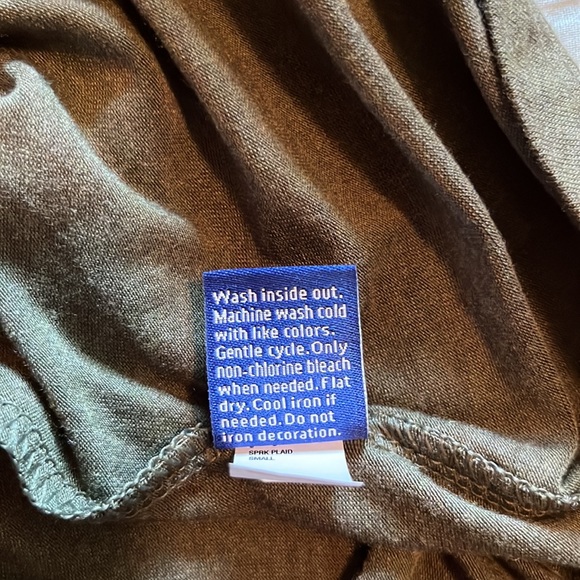 Wash inside out.
Machine wash cold
with like colors.
Gentle cycle. Only
non-chlorine bleach
when needed. Flat
dry. Cool iron if
needed. Do not
iron decoration.
SPRK PLAID
SMALL